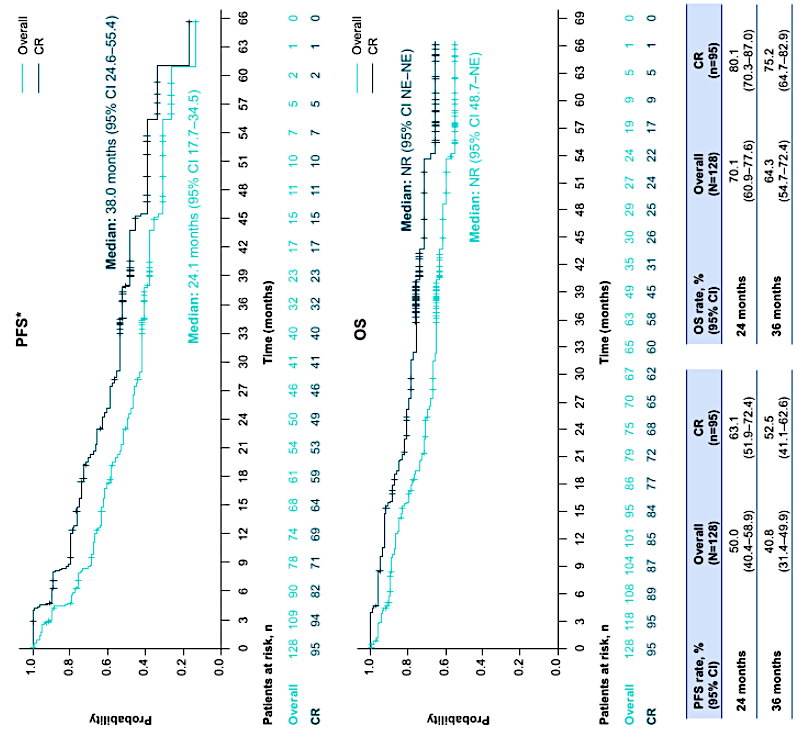 PFS*
Overall
CR
Probability
1.0
0.8
0.6
0.4
0.2
0
Median: 38.0 months (95% CI 24.6–55.4)
Median: 24.1 months (95% CI 17.7–34.5)
0 3 6 9 12 15 18 21 24 27 30 33 36 39 42 45 48 51 54 57 60 63 66
Time (months)
Patients at risk, n
Overall 128 109 90 78 74 68 61 54 50 46 41 40 32 23 17 15 11 10 7 5 2 1 0
CR 95 94 82 71 69 64 59 53 49 46 41 40 32 23 17 15 11 10 7 5 2 1 0
OS
Overall
CR
Probability
1.0
0.8
0.6
0.4
0.2
0
Median: NR (95% CI NE–NE)
Median: NR (95% CI 48.7–NE)
0 3 6 9 12 15 18 21 24 27 30 33 36 39 42 45 48 51 54 57 60 63 66 69
Time (months)
Patients at risk, n
Overall 128 118 108 104 101 95 86 79 75 70 67 65 63 49 35 30 29 27 24 19 9 5 1 0
CR 95 95 89 87 85 84 77 72 68 65 62 60 58 45 31 26 25 24 22 17 9 5 1 0
PFS rate, % Overall CR
(95% CI) (N=128) (n=95)
24 months 50.0 63.1
(40.4–58.9) (51.9–72.4)
36 months 40.8 52.5
(31.4–49.9) (41.1–62.6)
OS rate, % Overall CR
(95% CI) (N=128) (n=95)
24 months 70.1 80.1
(60.9–77.6) (70.3–87.0)
36 months 64.3 75.2
(54.7–72.4) (64.7–82.9)